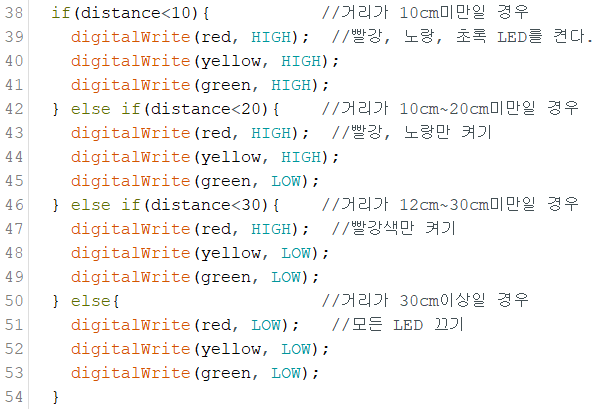 38 if(distance<10){ //거리가 10cm미만일 경우
39 digitalWrite(red, HIGH); //빨강, 노랑, 초록 LED를 켠다.
40 digitalWrite(yellow, HIGH);
41 digitalWrite(green, HIGH);
42 } else if(distance<20){ //거리가 10cm~20cm미만일 경우
43 digitalWrite(red, HIGH); //빨강, 노랑만 켜기
44 digitalWrite(yellow, HIGH);
45 digitalWrite(green, LOW);
46 } else if(distance<30){ //거리가 12cm~30cm미만일 경우
47 digitalWrite(red, HIGH); //빨강색만 켜기
48 digitalWrite(yellow, LOW);
49 digitalWrite(green, LOW);
50 } else{ //거리가 30cm이상일 경우
51 digitalWrite(red, LOW); //모든 LED 끄기
52 digitalWrite(yellow, LOW);
53 digitalWrite(green, LOW);
54 }